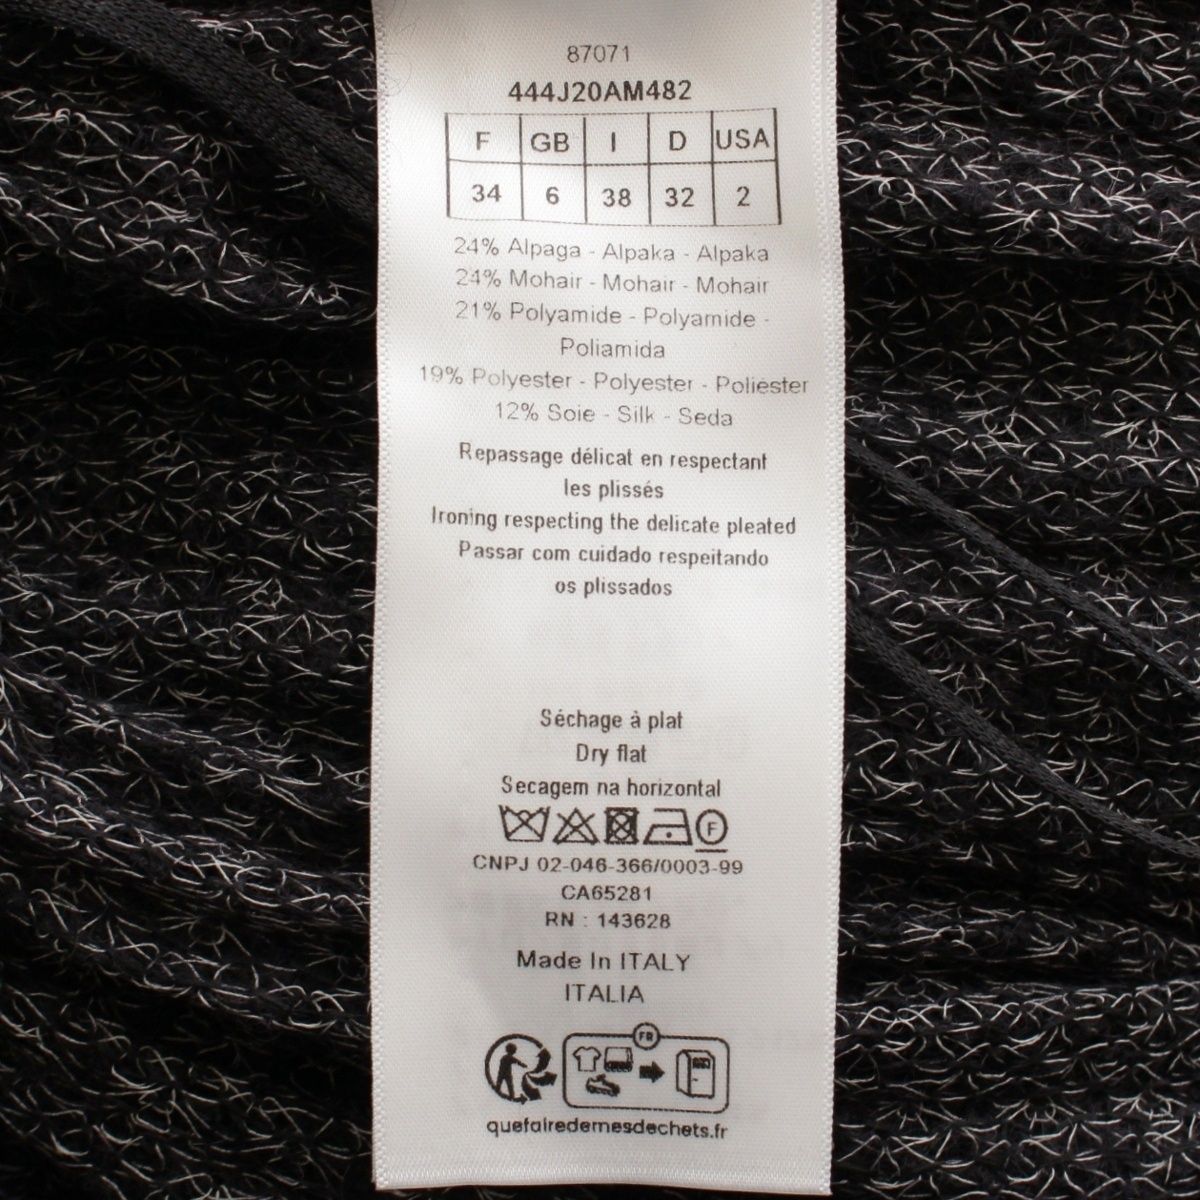 87071
444J20AM482
F GB I D USA
34 6 38 32 2
24% Alpaga - Alpaka - Alpaka
24% Mohair - Mohair - Mohair
21% Polyamide - Polyamide -
Poliamida
19% Polyester - Polyester - Poliester
12% Soie - Silk - Seda
Repassage délicat en respectant
les plissés
Ironing respecting the delicate pleated
Passar com cuidado respeitando
os plissados
Séchage à plat
Dry flat
Secagem na horizontal
F
CNPJ 02-046-366/0003-99
CA65281
RN : 143628
Made In ITALY
ITALIA
FR
quefairedemesdechets.fr